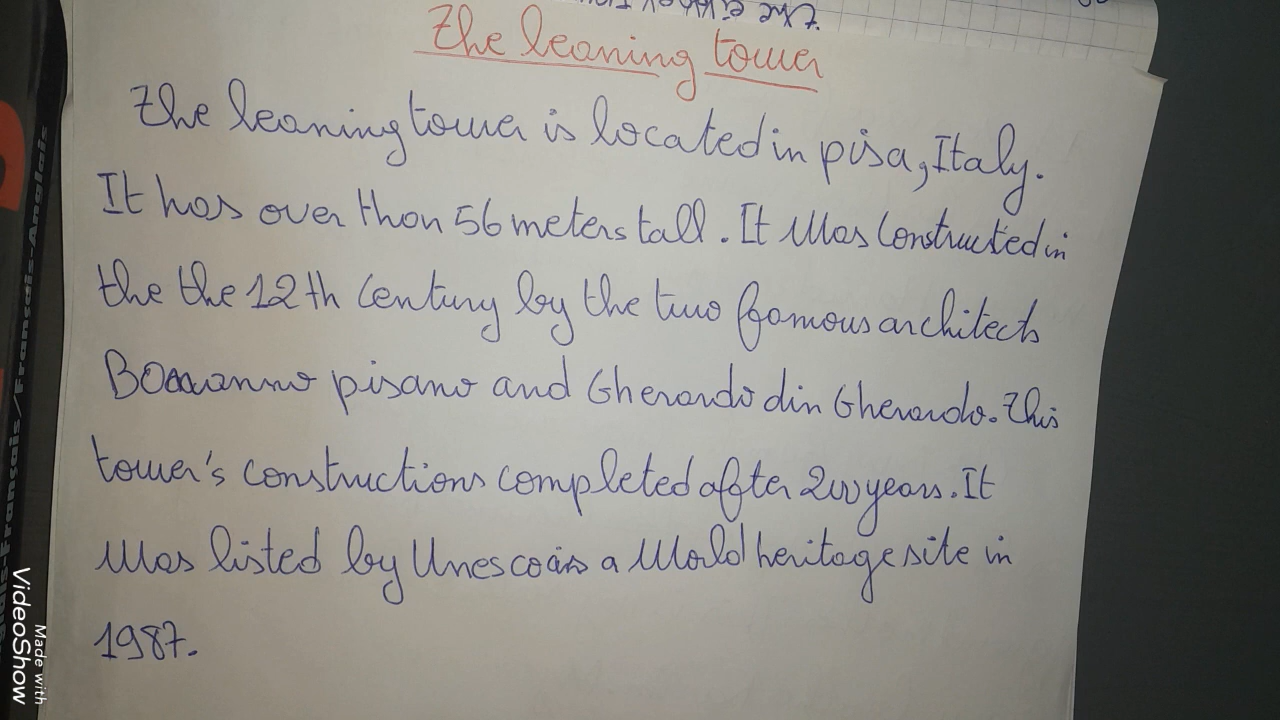 The leaning tower
The leaning tower is located in pisa, Italy.
It has over than 56 meters tall. It was constructed in
the the 12th century by the two famous architects
pisano and Gherardo din Gherardo. This
tower's constructions completed after 200 years. It
was listed by Unesco as a World heritage site in
1987.
Français / Français-Anglais
Made with
VideoShow